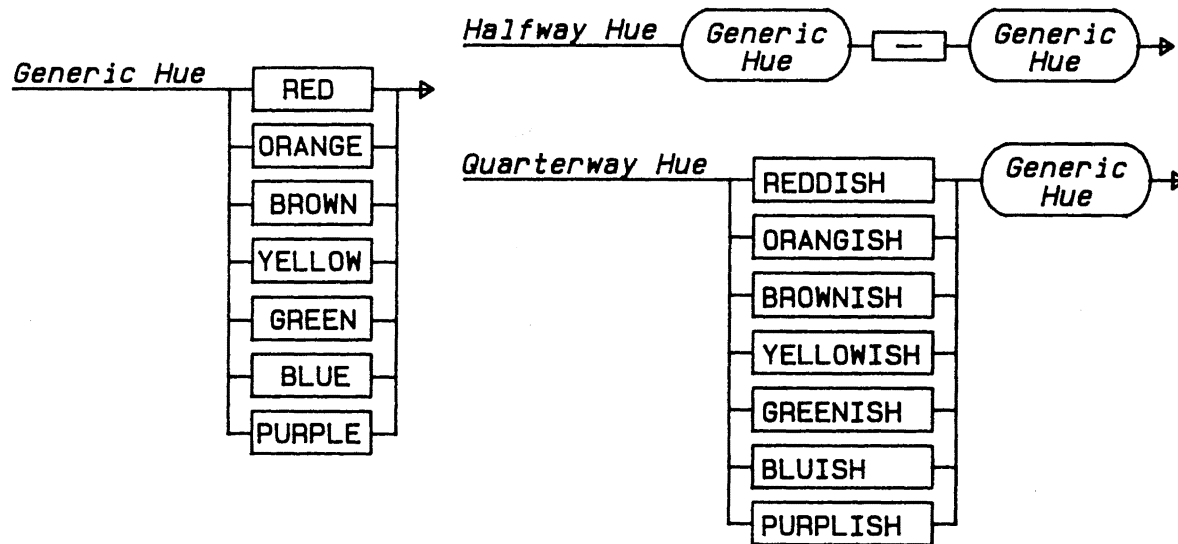 Generic Hue
RED
ORANGE
BROWN
YELLOW
GREEN
BLUE
PURPLE
Halfway Hue
Generic
Hue
—
Generic
Hue
Quarterway Hue
REDDISH
ORANGISH
BROWNISH
YELLOWISH
GREENISH
BLUISH
PURPLISH
Generic
Hue